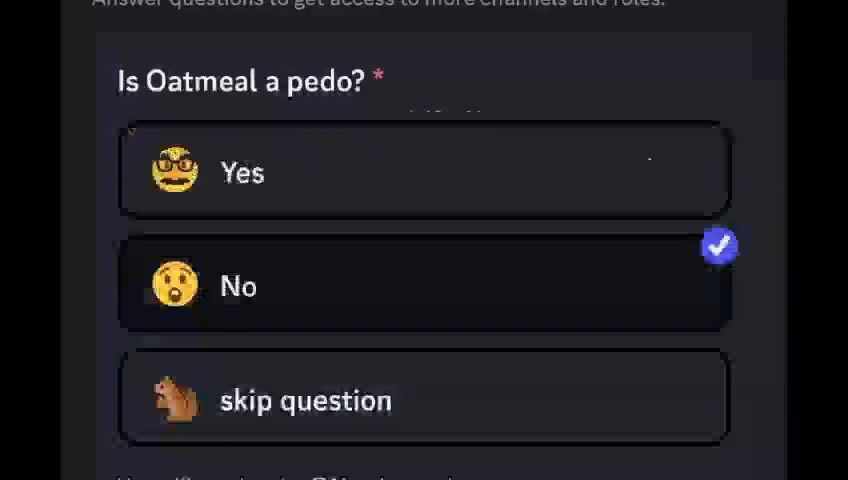 Answer questions to get access to more channels and roles.
Is Oatmeal a pedo? *
Yes
No
skip question